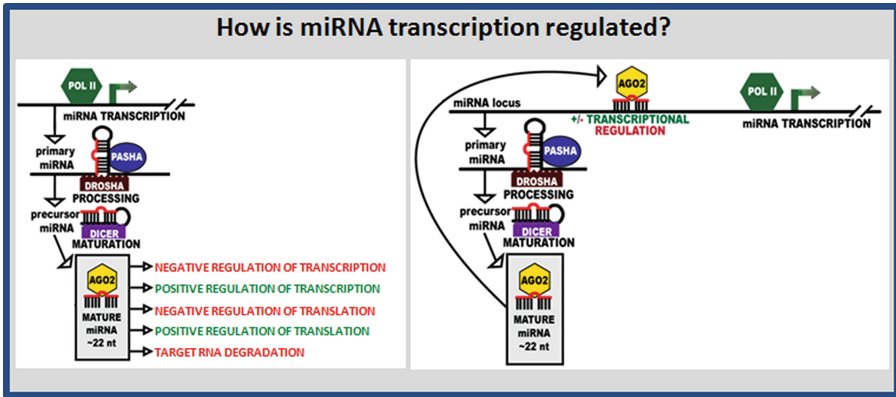 How is miRNA transcription regulated?
POL II
miRNA TRANSCRIPTION
primary
miRNA
PASHA
DROSHA
PROCESSING
precursor
miRNA
DICER
MATURATION
AGO2
MATURE
miRNA
~22 nt
NEGATIVE REGULATION OF TRANSCRIPTION
POSITIVE REGULATION OF TRANSCRIPTION
NEGATIVE REGULATION OF TRANSLATION
POSITIVE REGULATION OF TRANSLATION
TARGET RNA DEGRADATION
miRNA locus
AGO2
+/- TRANSCRIPTIONAL
REGULATION
POL II
miRNA TRANSCRIPTION
primary
miRNA
PASHA
DROSHA
PROCESSING
precursor
miRNA
DICER
MATURATION
AGO2
MATURE
miRNA
~22 nt